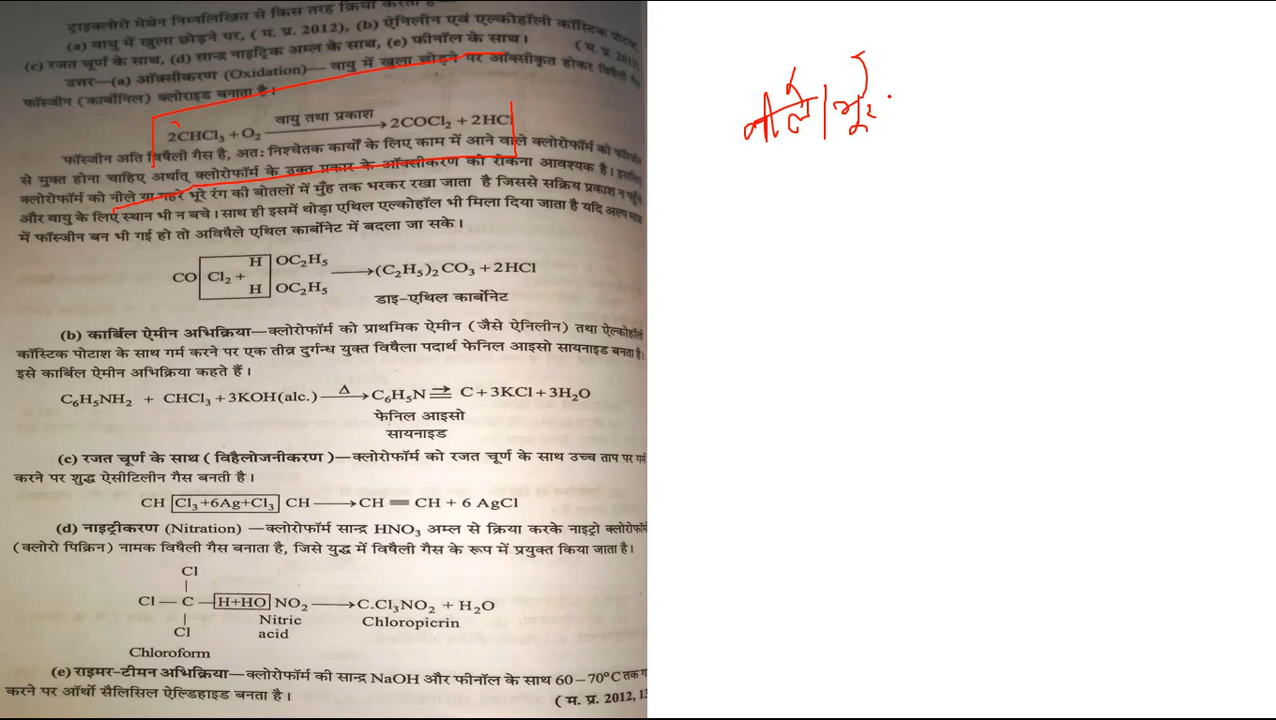 ट्राइक्लोरो मेथेन निम्नलिखित से किस तरह क्रिया करता है—
(a) वायु में खुला छोड़ने पर, ( म. प्र. 2012), (b) ऐनिलीन एवं एल्कोहॉली कॉस्टिक पोटाश,
(c) रजत चूर्ण के साथ, (d) सान्द्र नाइट्रिक अम्ल के साथ, (e) फीनॉल के साथ। ( म. प्र. 2013)
उत्तर—(a) ऑक्सीकरण (Oxidation)— वायु में खुला छोड़ने पर ऑक्सीकृत होकर विषैली गैस
फॉस्जीन (कार्बोनिल) क्लोराइड बनाता है।
2CHCl₃ + O₂ वायु तथा प्रकाश ⟶ 2COCl₂ + 2HCl
फॉस्जीन अति विषैली गैस है, अतः निश्चेतक कार्यों के लिए काम में आने वाले क्लोरोफॉर्म को फॉस्जीन
से मुक्त होना चाहिए अर्थात् क्लोरोफॉर्म के उक्त प्रकार के ऑक्सीकरण को रोकना आवश्यक है। इसलिए
क्लोरोफॉर्म को नीले या गहरे भूरे रंग की बोतलों में मुँह तक भरकर रखा जाता है जिससे सक्रिय प्रकाश न पहुँचे
और वायु के लिए स्थान भी न बचे। साथ ही इसमें थोड़ा एथिल एल्कोहॉल भी मिला दिया जाता है यदि अल्प मात्रा
में फॉस्जीन बन भी गई हो तो अविषैले एथिल कार्बोनेट में बदला जा सके।
H OC₂H₅
CO Cl₂ + ⟶ (C₂H₅)₂CO₃ + 2HCl
H OC₂H₅
डाइ-एथिल कार्बोनेट
(b) कार्बिल ऐमीन अभिक्रिया—क्लोरोफॉर्म को प्राथमिक ऐमीन (जैसे ऐनिलीन) तथा ऐल्कोहॉली
कॉस्टिक पोटाश के साथ गर्म करने पर एक तीव्र दुर्गन्ध युक्त विषैला पदार्थ फेनिल आइसो सायनाइड बनता है।
इसे कार्बिल ऐमीन अभिक्रिया कहते हैं।
C₆H₅NH₂ + CHCl₃ + 3KOH(alc.) Δ ⟶ C₆H₅N ⇉ C + 3KCl + 3H₂O
फेनिल आइसो
सायनाइड
(c) रजत चूर्ण के साथ ( विहैलोजनीकरण )—क्लोरोफॉर्म को रजत चूर्ण के साथ उच्च ताप पर गर्म
करने पर शुद्ध ऐसीटिलीन गैस बनती है।
CH Cl₃+6Ag+Cl₃ CH ⟶ CH ≡ CH + 6 AgCl
(d) नाइट्रीकरण (Nitration) —क्लोरोफॉर्म सान्द्र HNO₃ अम्ल से क्रिया करके नाइट्रो क्लोरोफॉर्म
(क्लोरो पिक्रिन) नामक विषैली गैस बनाता है, जिसे युद्ध में विषैली गैस के रूप में प्रयुक्त किया जाता है।
Cl
Cl — C — H+HO NO₂ ⟶ C.Cl₃NO₂ + H₂O
Cl Nitric Chloropicrin
acid
Chloroform
(e) राइमर-टीमन अभिक्रिया—क्लोरोफॉर्म की सान्द्र NaOH और फीनॉल के साथ 60 – 70°C तक
करने पर ऑर्थो सैलिसिल ऐल्डिहाइड बनता है। ( म. प्र. 2012, 13